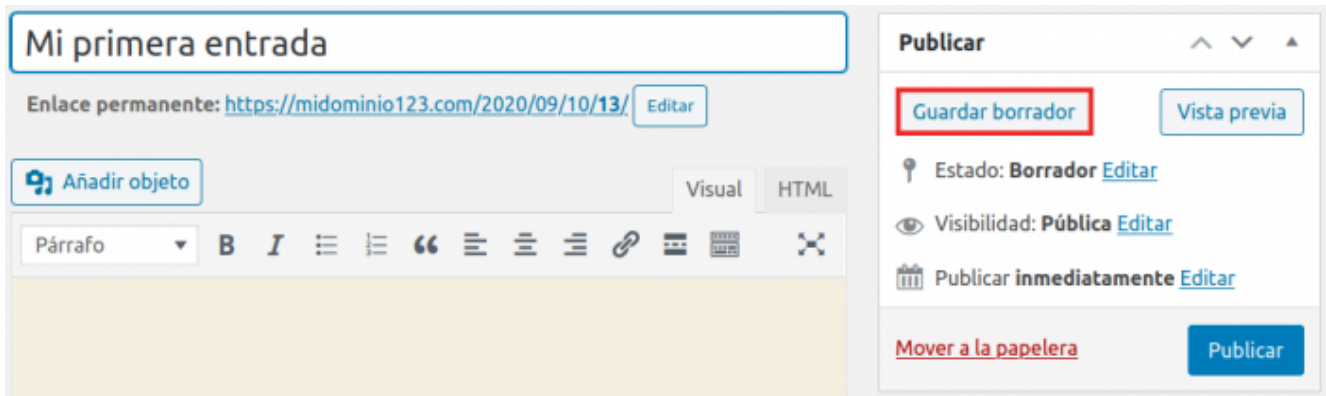 Mi primera entrada
Enlace permanente: https://midominio123.com/2020/09/10/13/ Editar
Añadir objeto
Visual HTML
Párrafo B I
Publicar
Guardar borrador Vista previa
Estado: Borrador Editar
Visibilidad: Pública Editar
Publicar inmediatamente Editar
Mover a la papelera Publicar